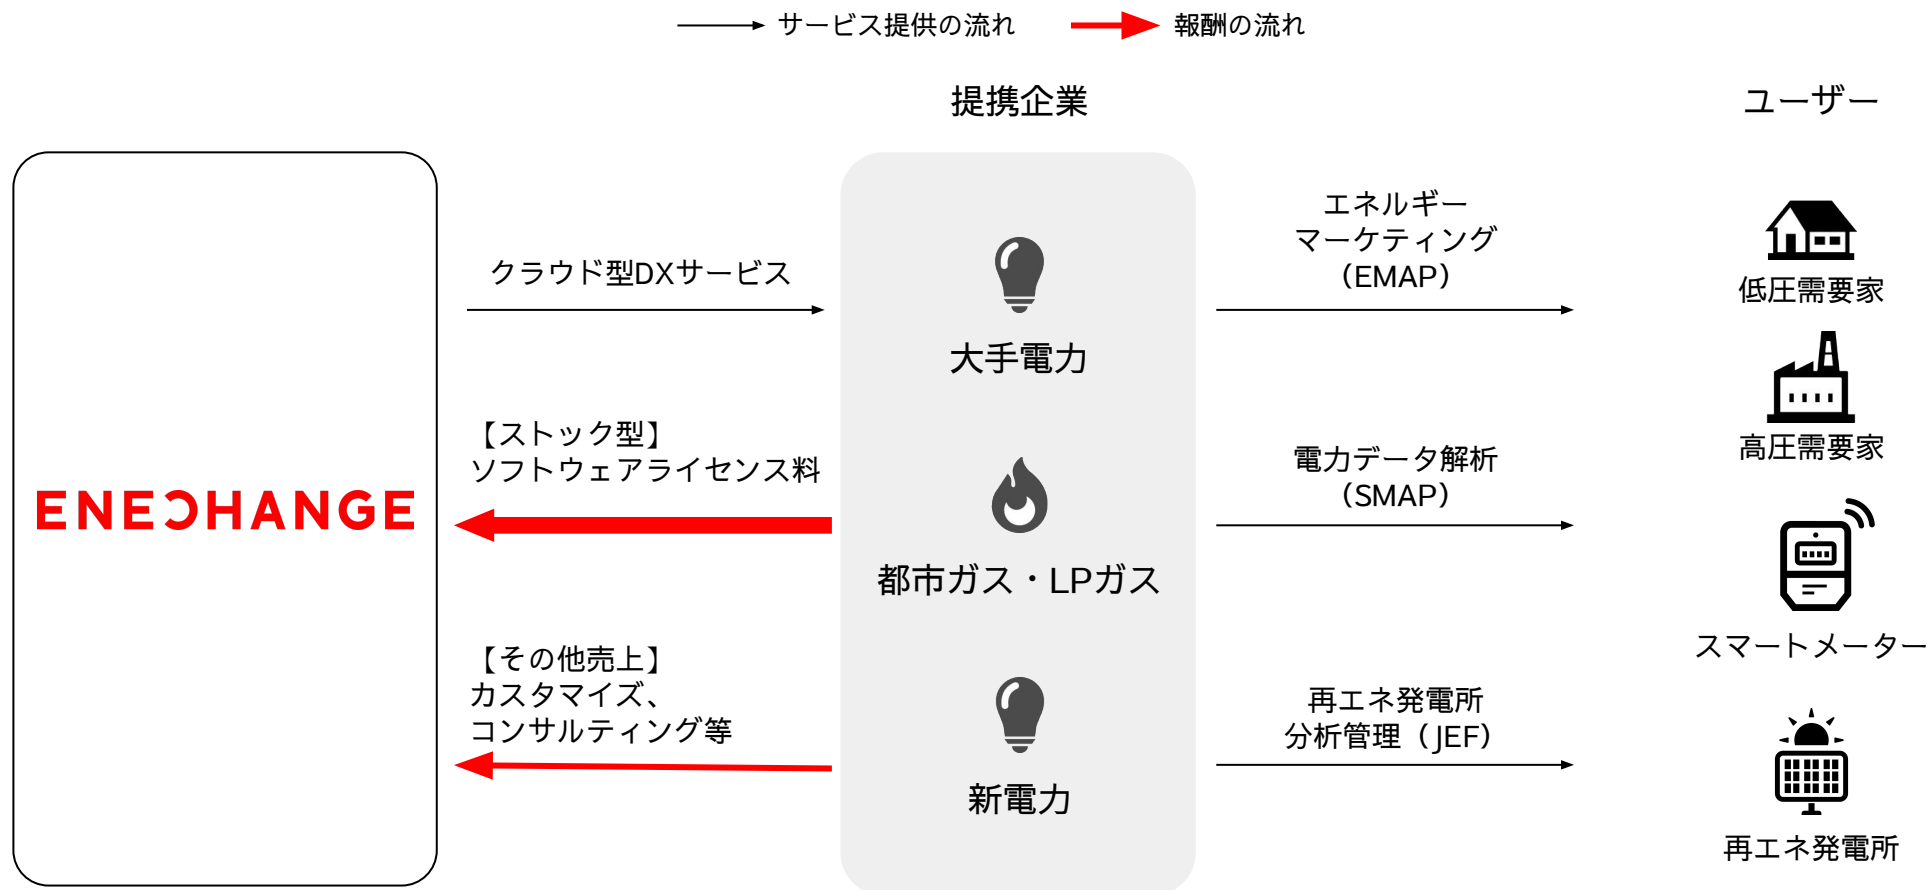 サービス提供の流れ
報酬の流れ
提携企業
ユーザー
ENECHANGE
クラウド型DXサービス
【ストック型】
ソフトウェアライセンス料
【その他売上】
カスタマイズ、
コンサルティング等
大手電力
都市ガス・LPガス
新電力
エネルギー
マーケティング
（EMAP）
電力データ解析
（SMAP）
再エネ発電所
分析管理（JEF）
低圧需要家
高圧需要家
スマートメーター
再エネ発電所